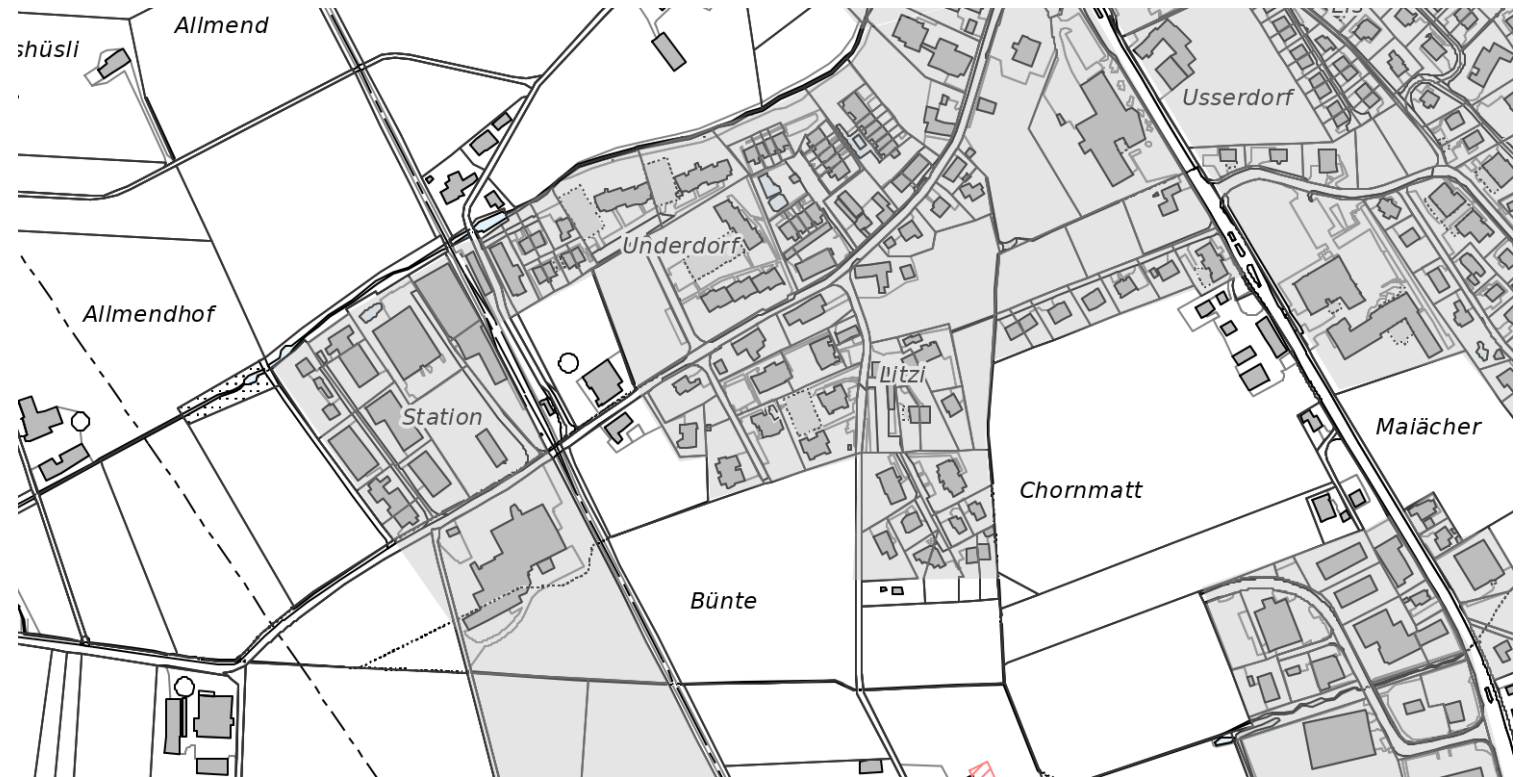 Allmend
shüsli
Usserdorf
Underdorf
Allmendhof
Litzi
Station
Maiächer
Chornmatt
Bünte